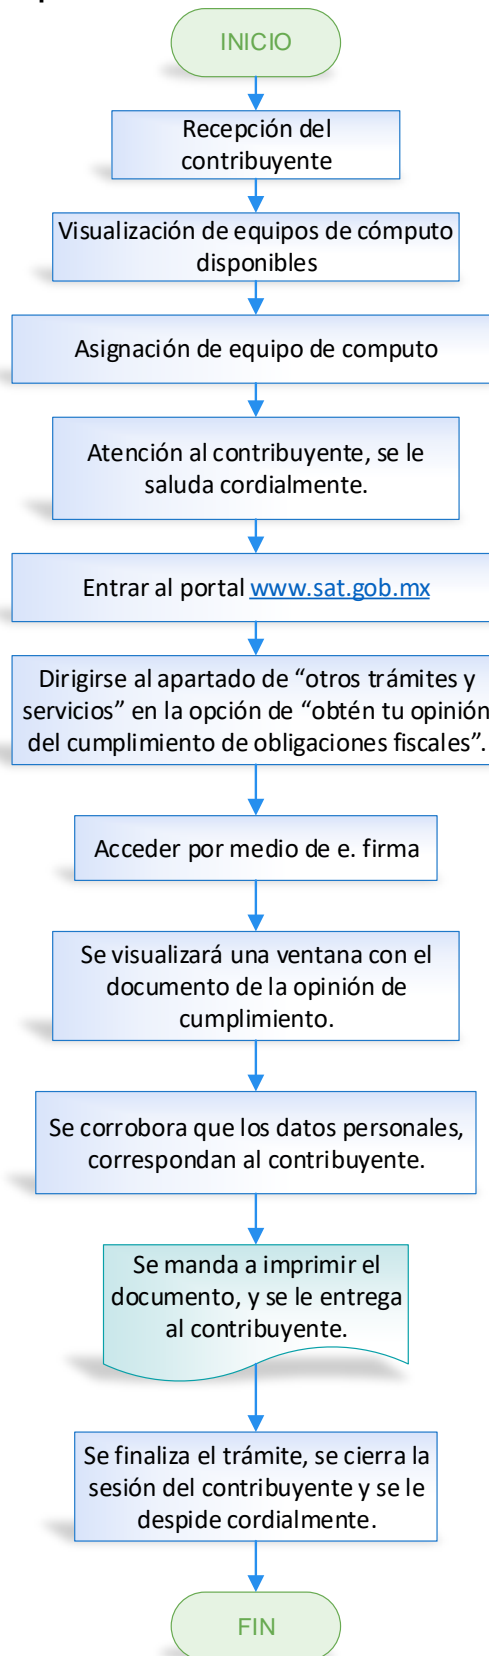 INICIO
Recepción del
contribuyente
Visualización de equipos de cómputo
disponibles
Asignación de equipo de computo
Atención al contribuyente, se le
saluda cordialmente.
Entrar al portal www.sat.gob.mx
Dirigirse al apartado de “otros trámites y
servicios” en la opción de “obtén tu opinión
del cumplimiento de obligaciones fiscales”.
Acceder por medio de e. firma
Se visualizará una ventana con el
documento de la opinión de
cumplimiento.
Se corrobora que los datos personales,
correspondan al contribuyente.
Se manda a imprimir el
documento, y se le entrega
al contribuyente.
Se finaliza el trámite, se cierra la
sesión del contribuyente y se le
despide cordialmente.
FIN